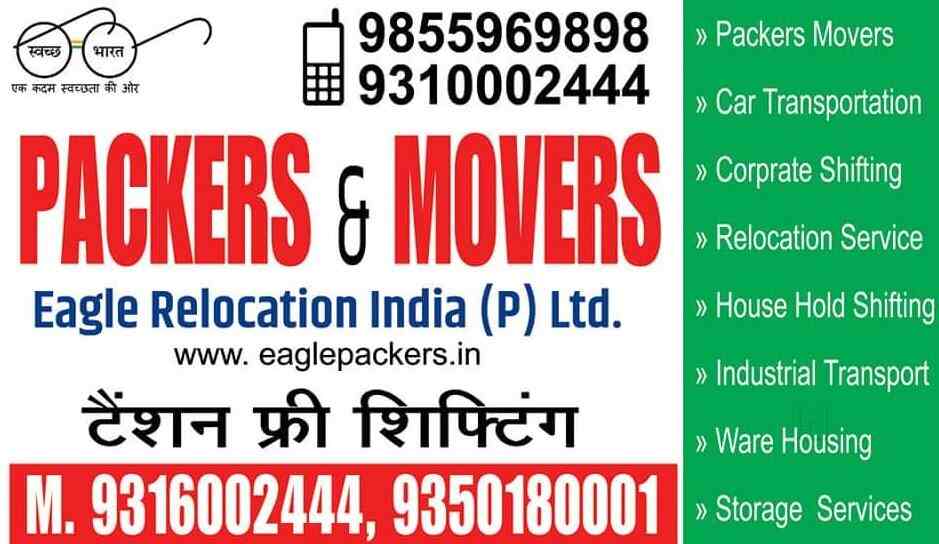 स्वच्छ भारत
एक कदम स्वच्छता की ओर
9855969898
9310002444
PACKERS & MOVERS
Eagle Relocation India (P) Ltd.
www. eaglepackers.in
टैंशन फ्री शिफ्टिंग
M. 9316002444, 9350180001
» Packers Movers
» Car Transportation
» Corprate Shifting
» Relocation Service
» House Hold Shifting
» Industrial Transport
» Ware Housing
» Storage Services